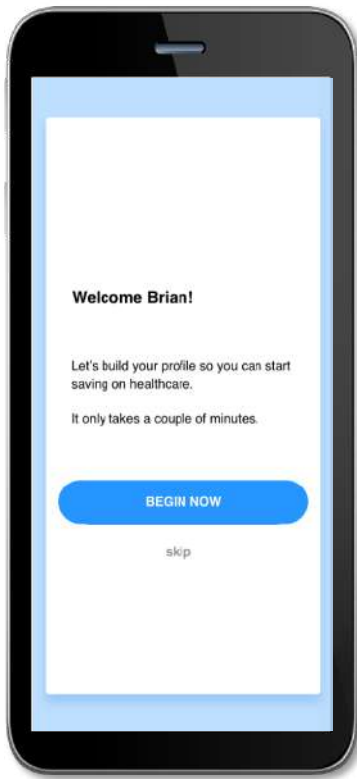 Welcome Brian!
Let's build your profile so you can start
saving on healthcare.
It only takes a couple of minutes.
BEGIN NOW
skip